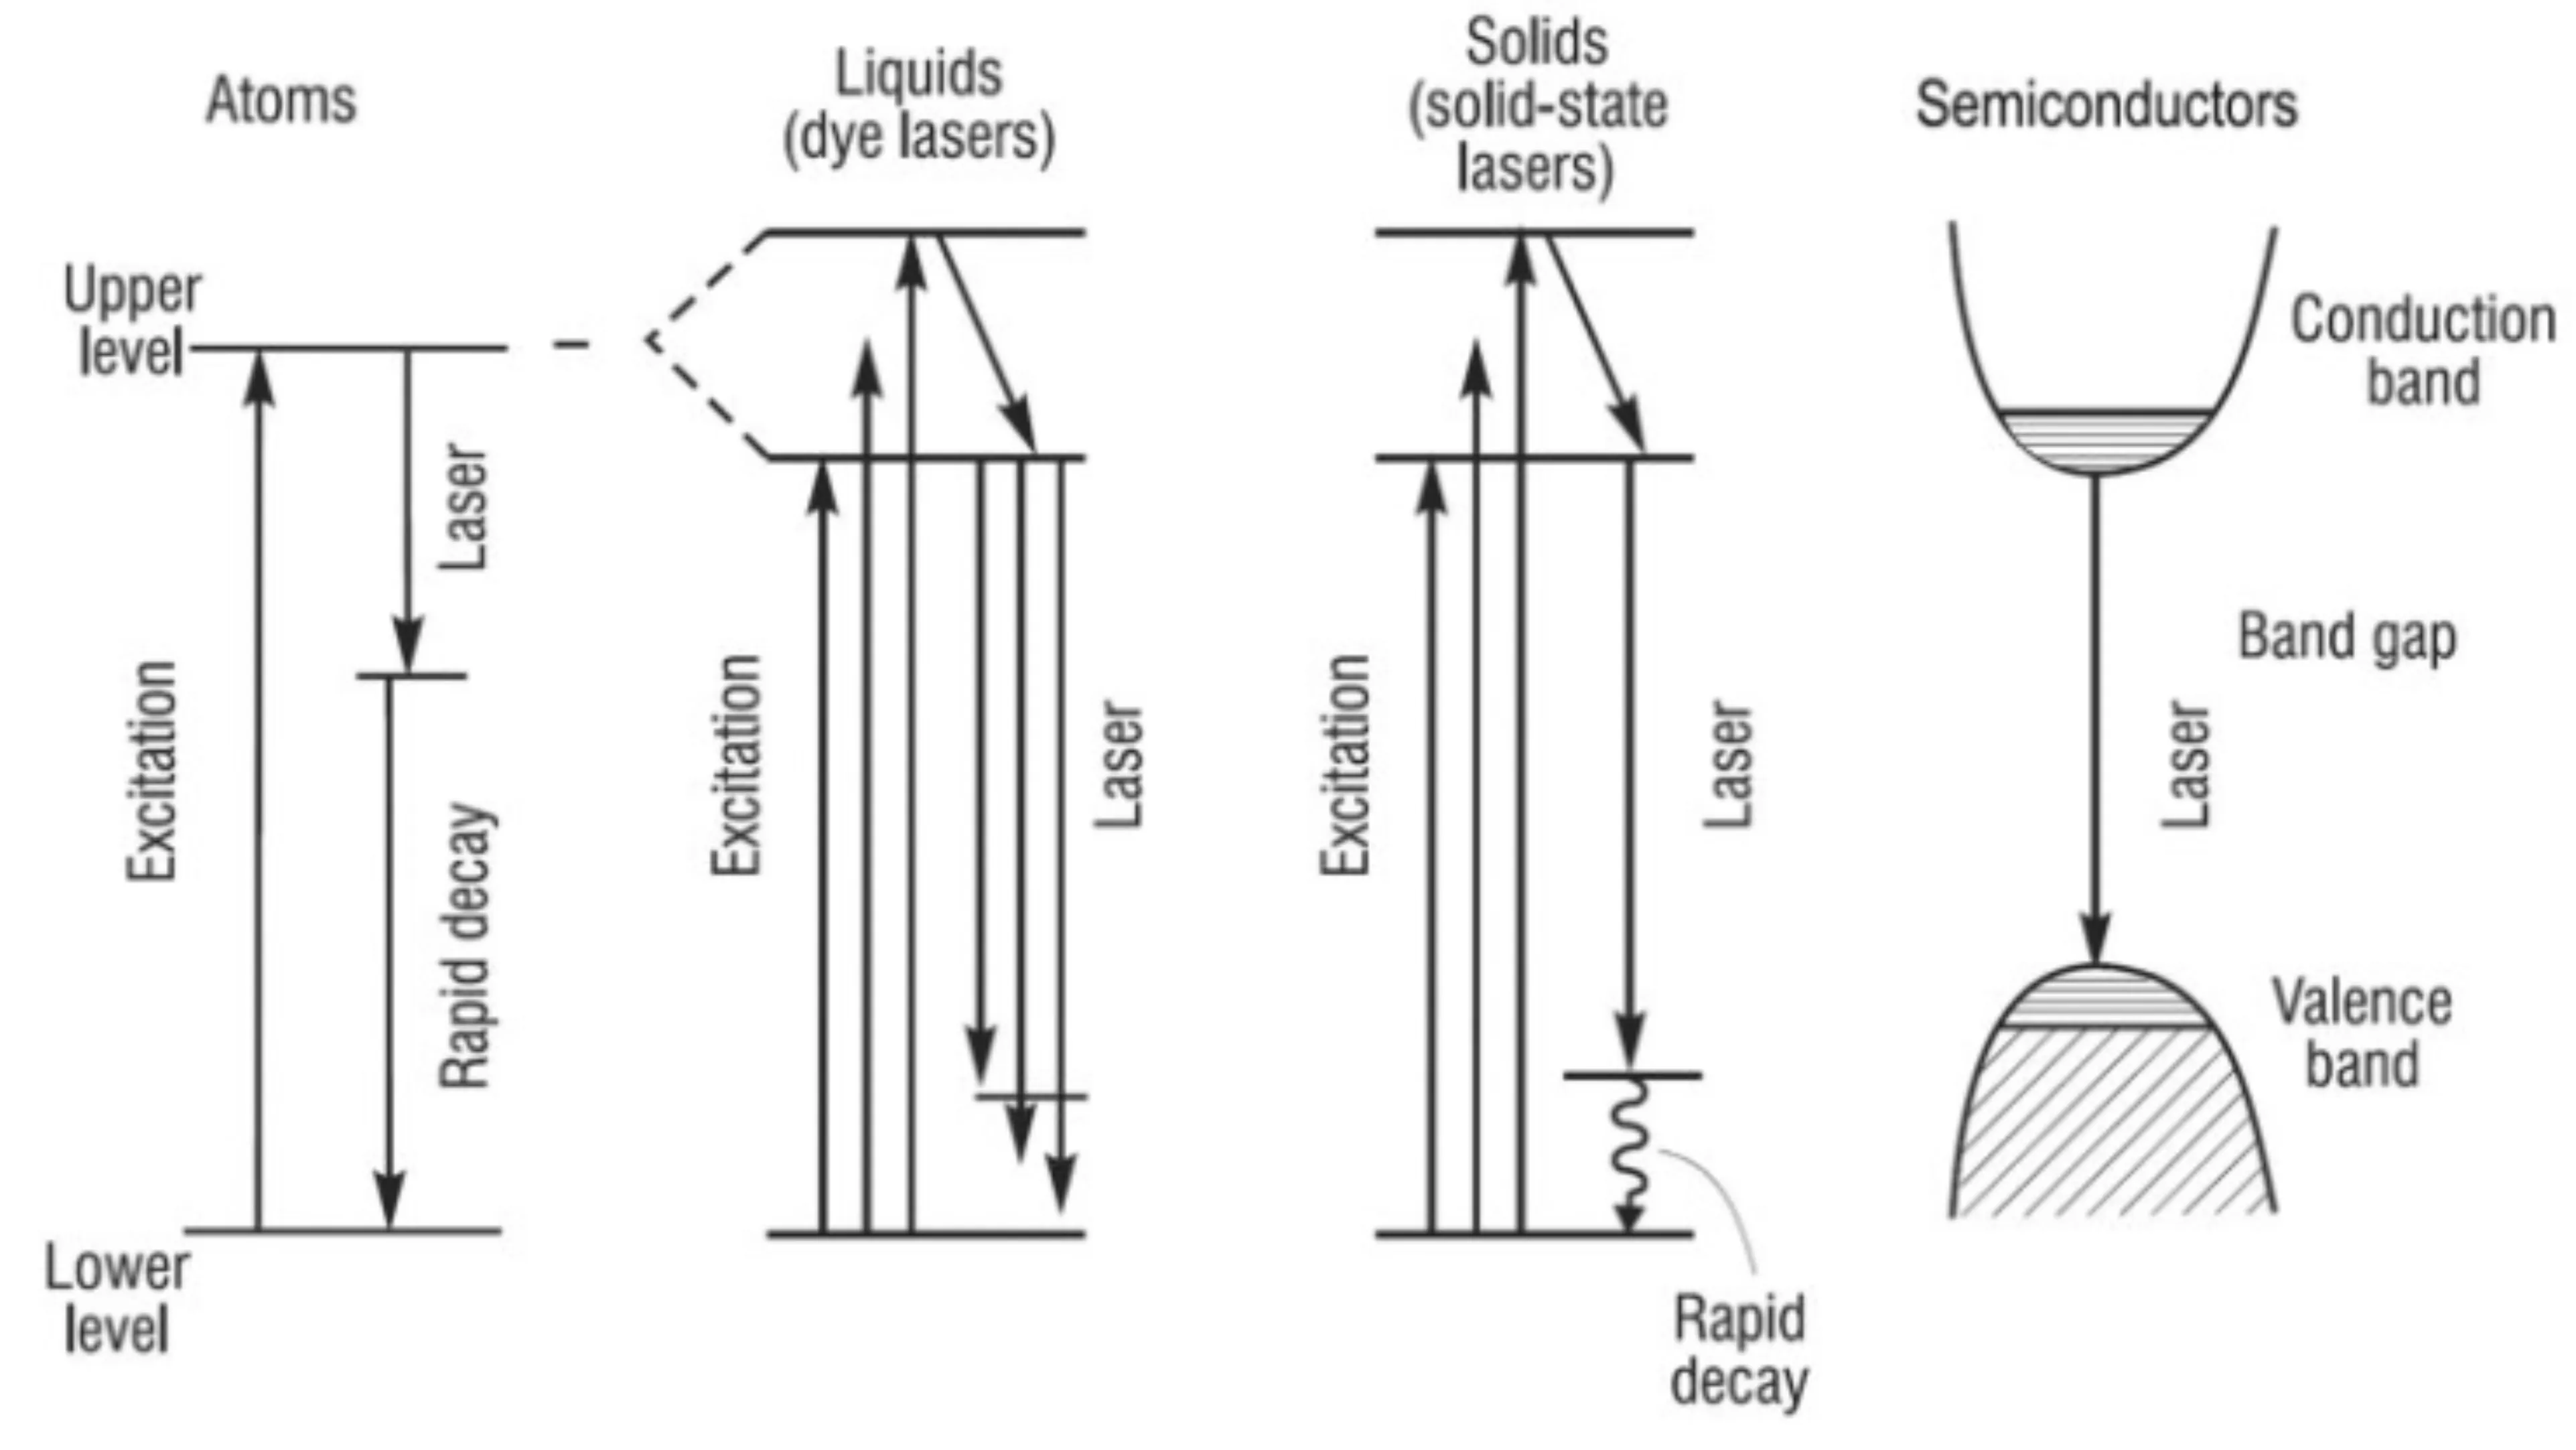 Atoms
Upper
level
Excitation
Laser
Rapid decay
Lower
level
Liquids
(dye lasers)
Excitation
Laser
Solids
(solid-state
lasers)
Excitation
Laser
Rapid
decay
Semiconductors
Conduction
band
Band gap
Laser
Valence
band